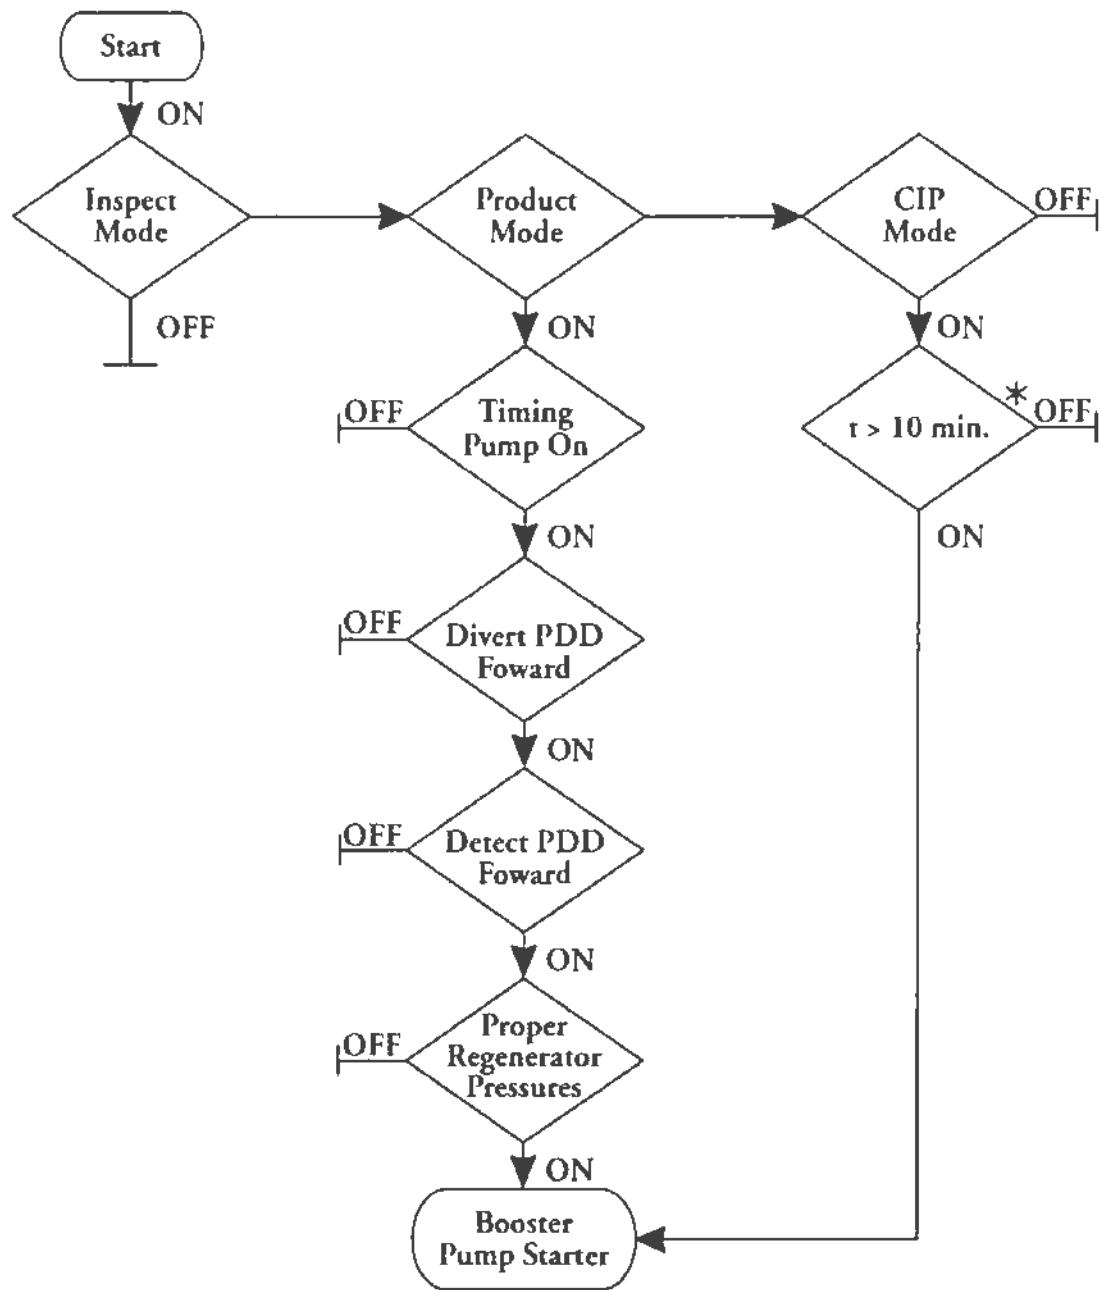 Start
ON
Inspect
Mode
OFF
Product
Mode
ON
CIP
Mode
OFF
ON
OFF
Timing
Pump On
ON
t > 10 min.
*
OFF
ON
OFF
Divert PDD
Foward
ON
OFF
Detect PDD
Foward
ON
OFF
Proper
Regenerator
Pressures
ON
Booster
Pump Starter